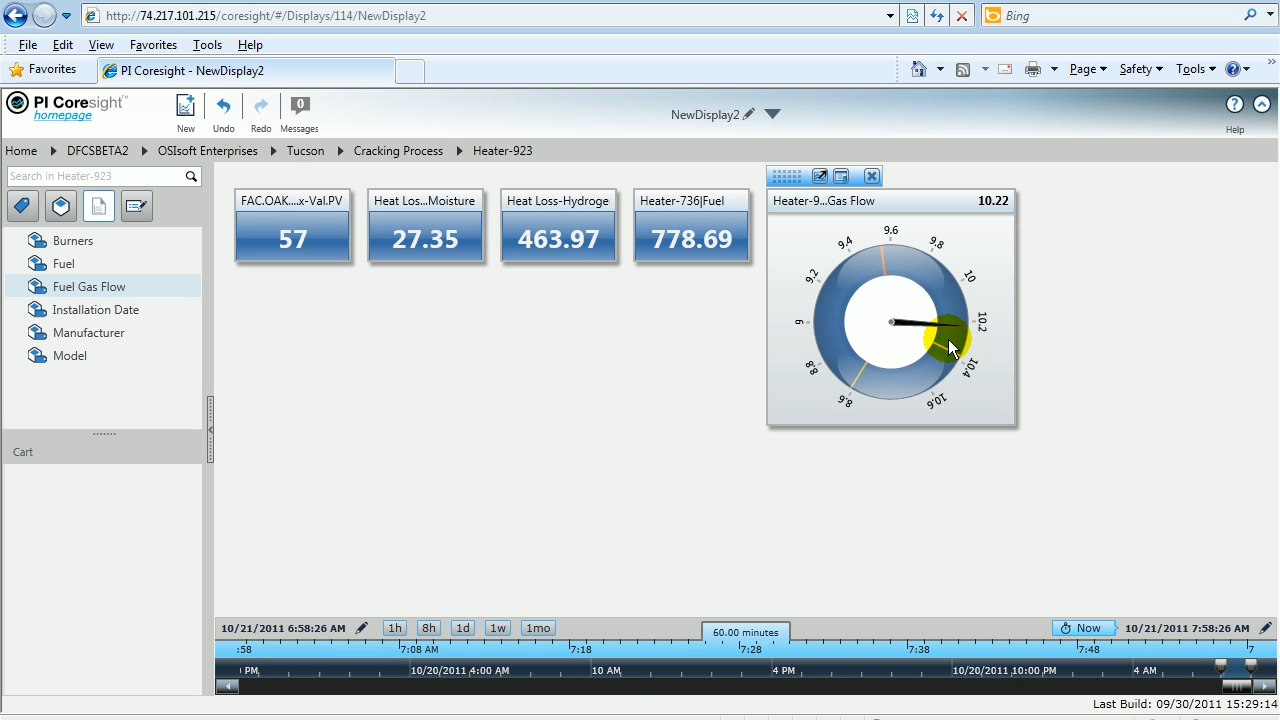 http://74.217.101.215/coresight/#/Displays/114/NewDisplay2
Bing
File Edit View Favorites Tools Help
Favorites
PI Coresight - NewDisplay2
Page Safety Tools
PI Coresight™
homepage
New Undo Redo Messages
0
NewDisplay2
Help
Home DFCSBETA2 OSIsoft Enterprises Tucson Cracking Process Heater-923
Search in Heater-923
Burners
Fuel
Fuel Gas Flow
Installation Date
Manufacturer
Model
Cart
FAC.OAK....x-Val.PV
57
Heat Los...Moisture
27.35
Heat Loss-Hydroge
463.97
Heater-736|Fuel
778.69
Heater-9...Gas Flow 10.22
8.6
8.8
9
9.2
9.4
9.6
9.8
10
10.2
10.4
10.6
10/21/2011 6:58:26 AM 1h 8h 1d 1w 1mo 60.00 minutes Now 10/21/2011 7:58:26 AM
:58 7:08 AM 7:18 7:28 7:38 7:48 7
PM 10/20/2011 4:00 AM 10 AM 4 PM 10/20/2011 10:00 PM 4 AM
Last Build: 09/30/2011 15:29:14